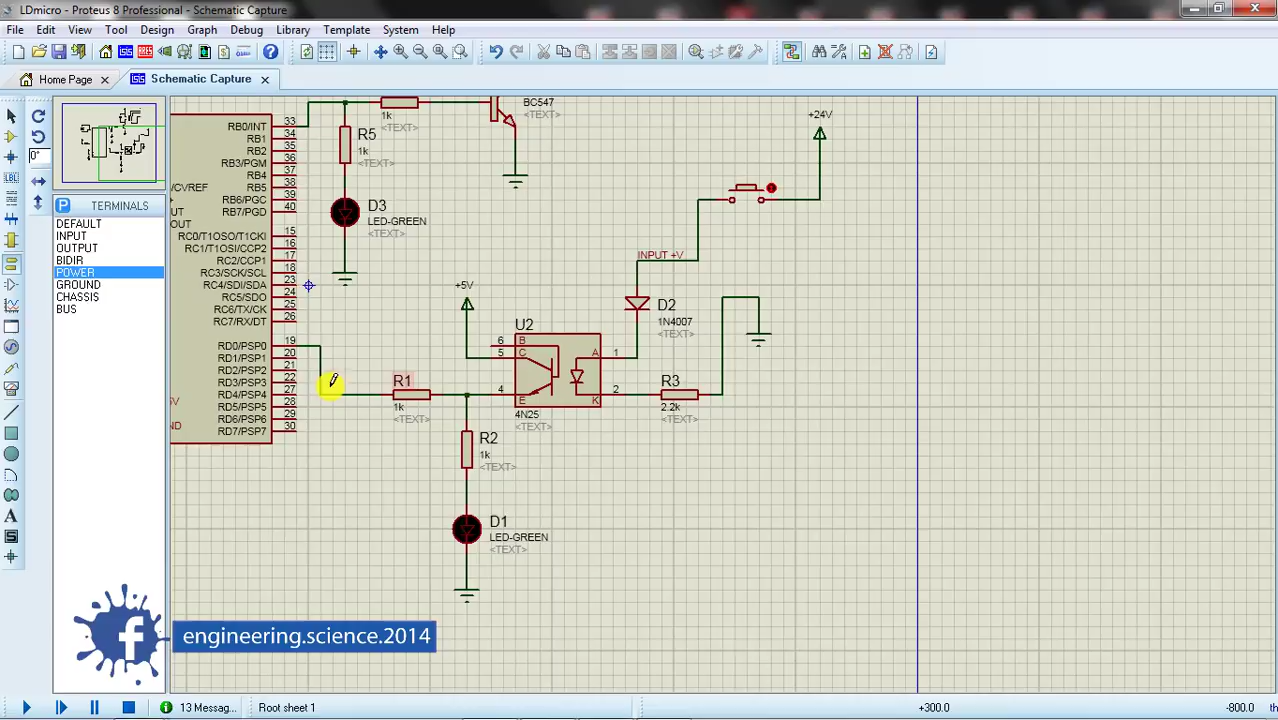 LDmicro - Proteus 8 Professional - Schematic Capture
File Edit View Tool Design Graph Debug Library Template System Help
Home Page
Schematic Capture
0°
TERMINALS
DEFAULT
INPUT
OUTPUT
BIDIR
POWER
GROUND
CHASSIS
BUS
BC547
<TEXT>
1k
<TEXT>
+24V
RB0/INT 33
RB1 34
RB2 35
RB3/PGM 36
RB4 37
RB5 38
/CVREF RB6/PGC 39
RB7/PGD 40
OUT
R5
1k
<TEXT>
D3
LED-GREEN
<TEXT>
RC0/T1OSO/T1CKI 15
RC1/T1OSI/CCP2 16
RC2/CCP1 17
RC3/SCK/SCL 18
RC4/SDI/SDA 23
RC5/SDO 24
RC6/TX/CK 25
RC7/RX/DT 26
INPUT +V
+5V
D2
1N4007
<TEXT>
RD0/PSP0 19
RD1/PSP1 20
RD2/PSP2 21
RD3/PSP3 22
RD4/PSP4 27
RD5/PSP5 28
RD6/PSP6 29
RD7/PSP7 30
5V
ND
U2
6 B
5 C
A 1
4 E
K 2
4N25
<TEXT>
R1
1k
<TEXT>
R3
2.2k
<TEXT>
R2
1k
<TEXT>
D1
LED-GREEN
<TEXT>
f engineering.science.2014
13 Messag...
Root sheet 1
+300.0
-800.0
th